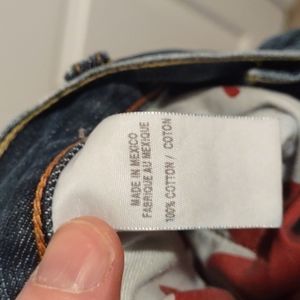 MADE IN MEXICO
FABRIQUE AU MEXIQUE
100% COTTON / COTON